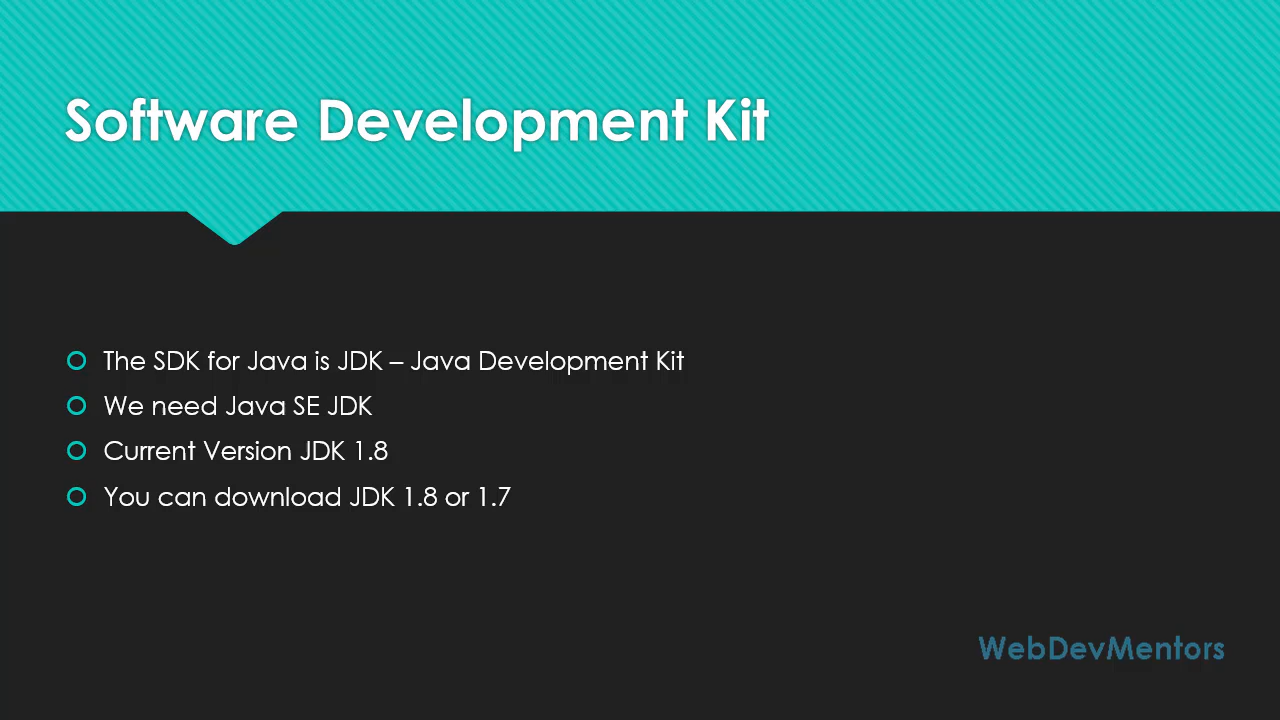 Software Development Kit
The SDK for Java is JDK – Java Development Kit
We need Java SE JDK
Current Version JDK 1.8
You can download JDK 1.8 or 1.7
WebDevMentors